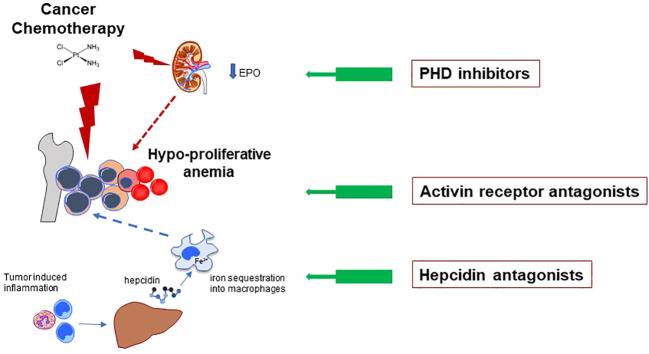 Cancer
Chemotherapy
Cl
NH3
Pt
Cl
NH3
EPO
PHD inhibitors
Hypo-proliferative
anemia
Activin receptor antagonists
Fe2+
Tumor induced
inflammation
hepcidin
iron sequestration
into macrophages
Hepcidin antagonists